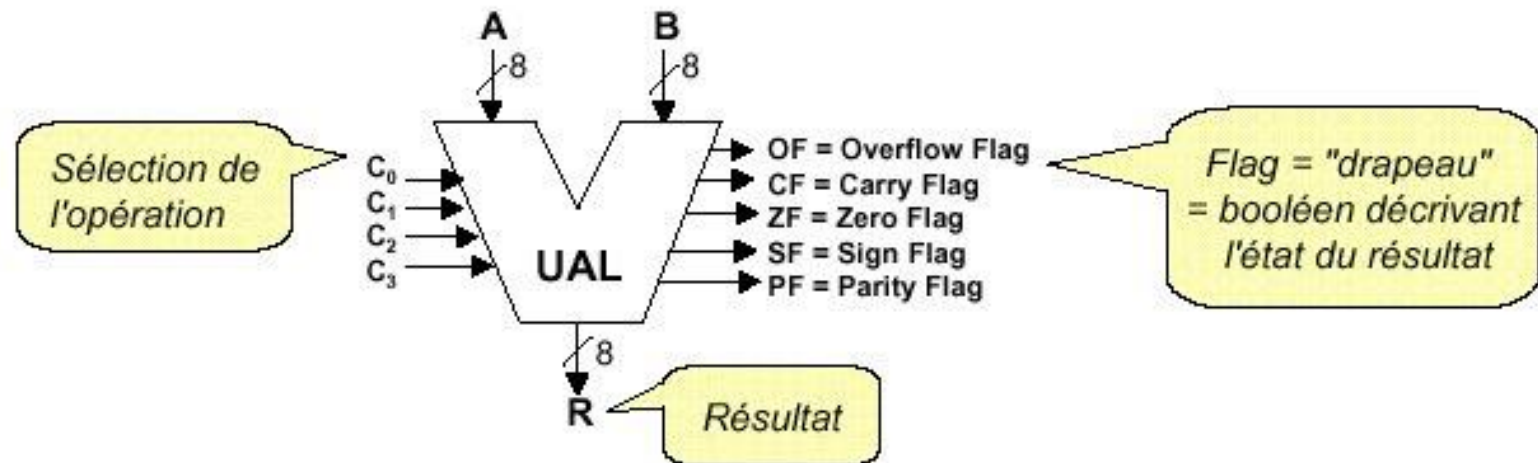 A
B
8
8
Sélection de
l'opération
C0
C1
C2
C3
UAL
OF = Overflow Flag
CF = Carry Flag
ZF = Zero Flag
SF = Sign Flag
PF = Parity Flag
Flag = "drapeau"
= booléen décrivant
l'état du résultat
8
R
Résultat